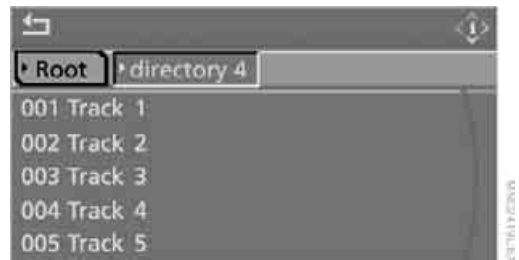 Root directory 4
001 Track 1
002 Track 2
003 Track 3
004 Track 4
005 Track 5